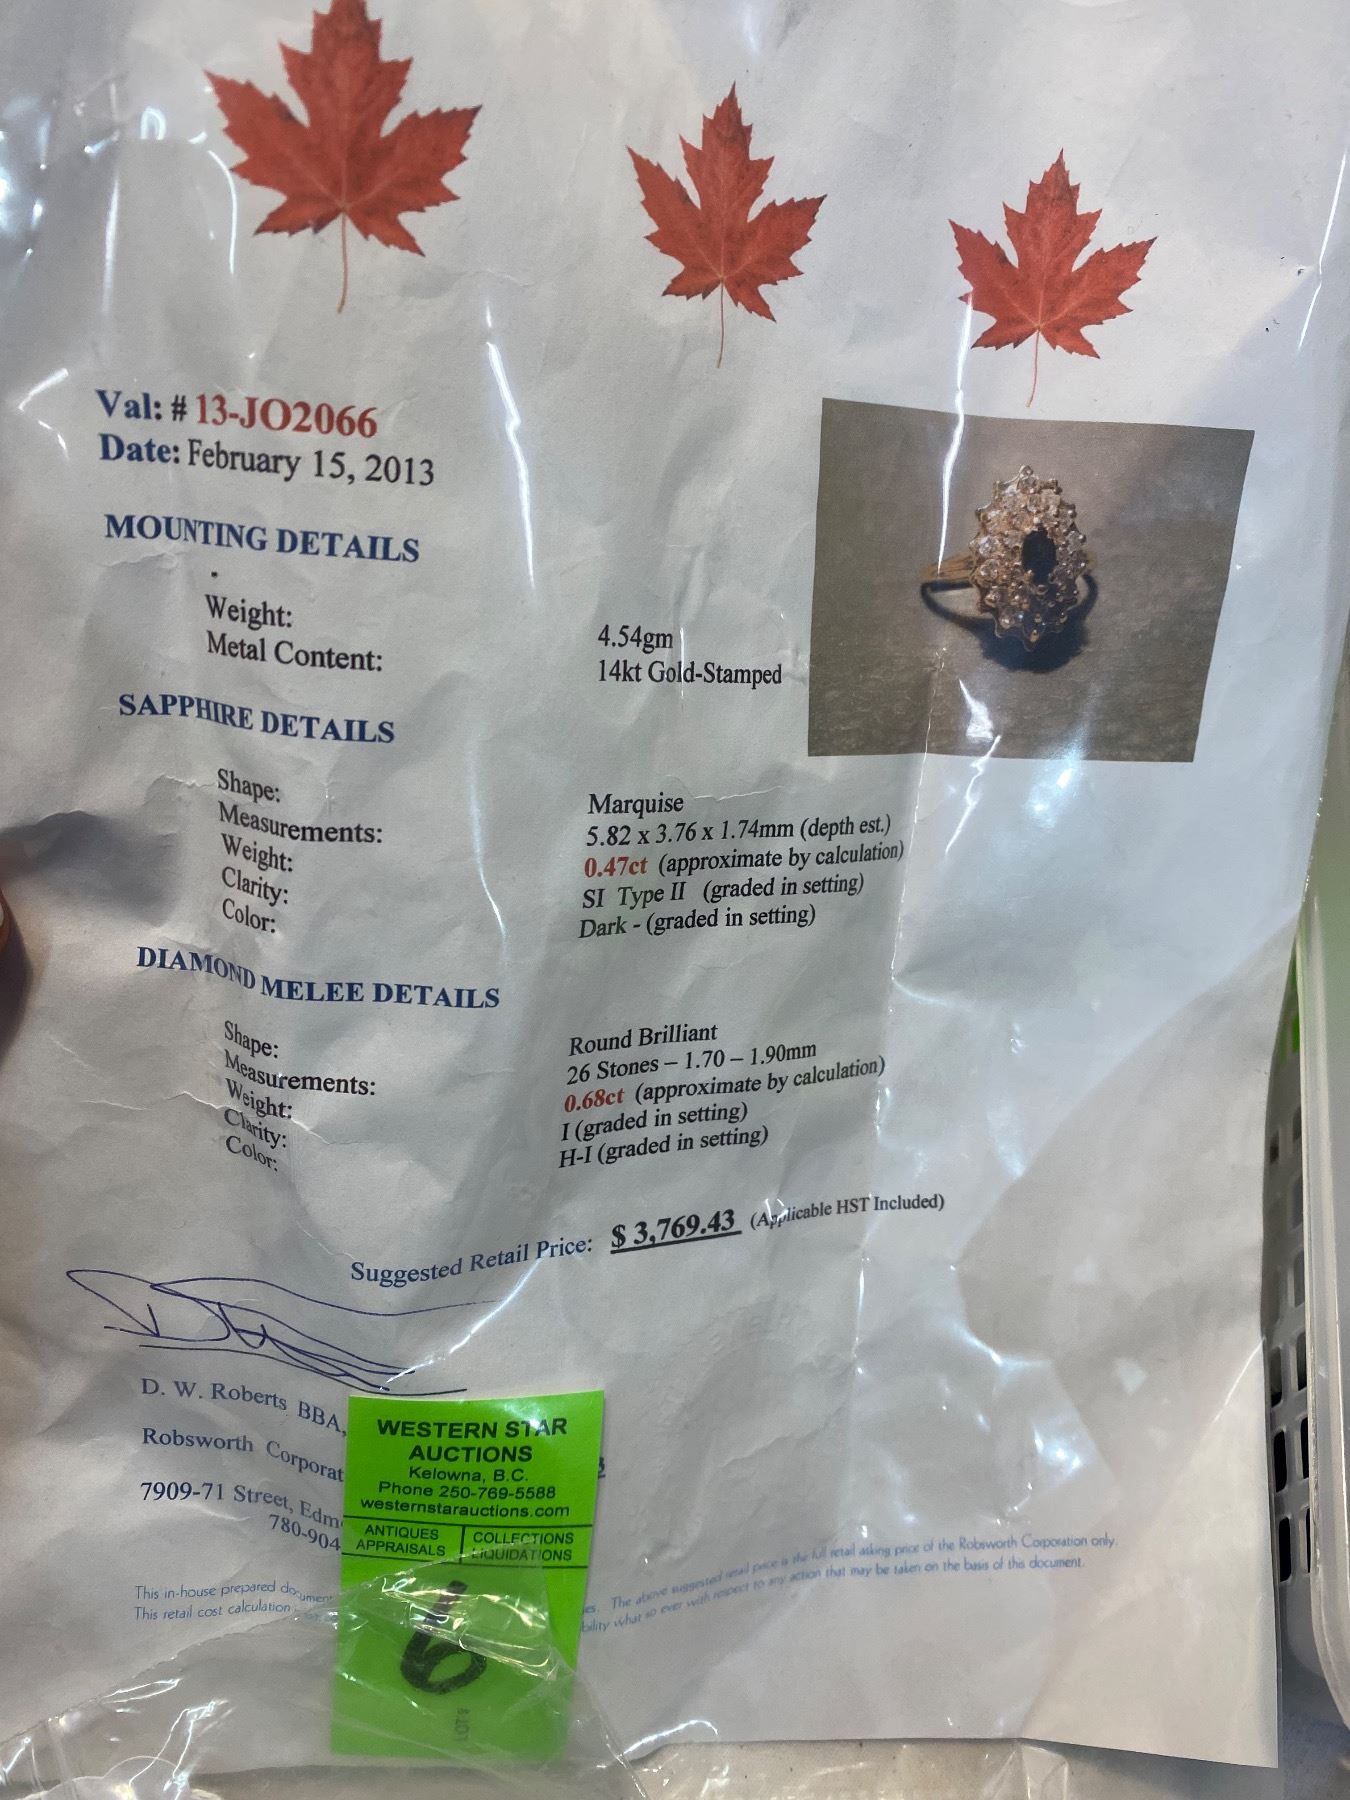 Val: # 13-JO2066
Date: February 15, 2013
MOUNTING DETAILS
Weight: 4.54gm
Metal Content: 14kt Gold-Stamped
SAPPHIRE DETAILS
Shape: Marquise
Measurements: 5.82 x 3.76 x 1.74mm (depth est.)
Weight: 0.47ct (approximate by calculation)
Clarity: SI Type II (graded in setting)
Color: Dark - (graded in setting)
DIAMOND MELEE DETAILS
Shape: Round Brilliant
Measurements: 26 Stones – 1.70 – 1.90mm
Weight: 0.68ct (approximate by calculation)
Clarity: I (graded in setting)
Color: H-I (graded in setting)
Suggested Retail Price: $ 3,769.43 (Applicable HST Included)
D. W. Roberts BBA,
Robsworth Corporat
7909-71 Street, Edm
780-904
This in-house prepared documen es. The above suggested retail price is the full retail asking price of the Robsworth Corporation only.
This retail cost calculation bility what so ever with respect to any action that may be taken on the basis of this document.
WESTERN STAR
AUCTIONS
Kelowna, B.C.
Phone 250-769-5588
westernstarauctions.com
ANTIQUES COLLECTIONS
APPRAISALS LIQUIDATIONS
6
LOT#